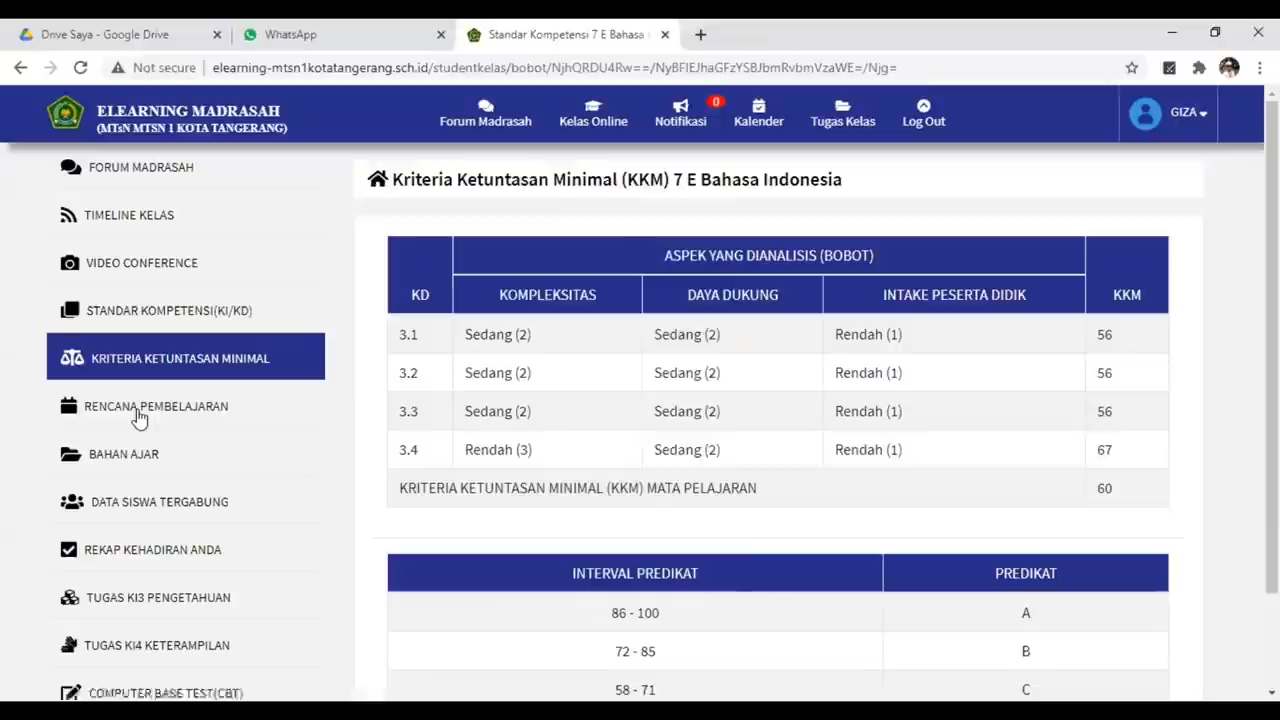 Drive Saya - Google Drive
WhatsApp
Standar Kompetensi 7 E Bahasa I
Not secure
elearning-mtsn1kotatangerang.sch.id/studentkelas/bobot/NjhQRDU4Rw==/NyBFIEJhaGFzYSBJbmRvbmVzaWE=/Njg=
ELEARNING MADRASAH
(MTsN MTSN 1 KOTA TANGERANG)
Forum Madrasah
Kelas Online
Notifikasi
0
Kalender
Tugas Kelas
Log Out
GIZA
FORUM MADRASAH
TIMELINE KELAS
VIDEO CONFERENCE
STANDAR KOMPETENSI(KI/KD)
KRITERIA KETUNTASAN MINIMAL
RENCANA PEMBELAJARAN
BAHAN AJAR
DATA SISWA TERGABUNG
REKAP KEHADIRAN ANDA
TUGAS KI3 PENGETAHUAN
TUGAS KI4 KETERAMPILAN
COMPUTER BASE TEST(CBT)
Kriteria Ketuntasan Minimal (KKM) 7 E Bahasa Indonesia
ASPEK YANG DIANALISIS (BOBOT)
KD KOMPLEKSITAS DAYA DUKUNG INTAKE PESERTA DIDIK KKM
3.1 Sedang (2) Sedang (2) Rendah (1) 56
3.2 Sedang (2) Sedang (2) Rendah (1) 56
3.3 Sedang (2) Sedang (2) Rendah (1) 56
3.4 Rendah (3) Sedang (2) Rendah (1) 67
KRITERIA KETUNTASAN MINIMAL (KKM) MATA PELAJARAN 60
INTERVAL PREDIKAT PREDIKAT
86 - 100 A
72 - 85 B
58 - 71 C